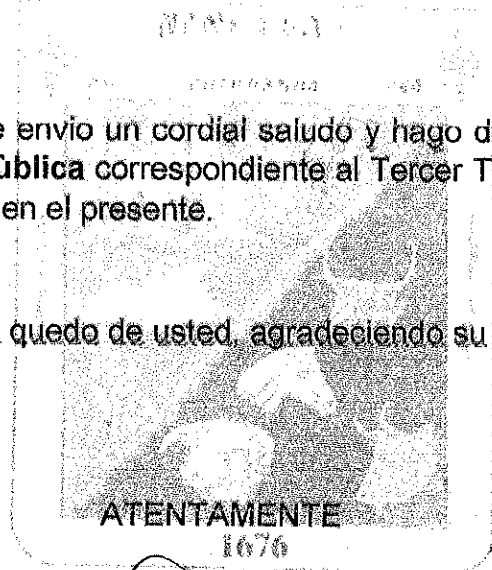 e envio un cordial saludo y hago d
ública correspondiente al Tercer T
en el presente.
quedo de usted, agradeciendo su
ATENTAMENTE
1676